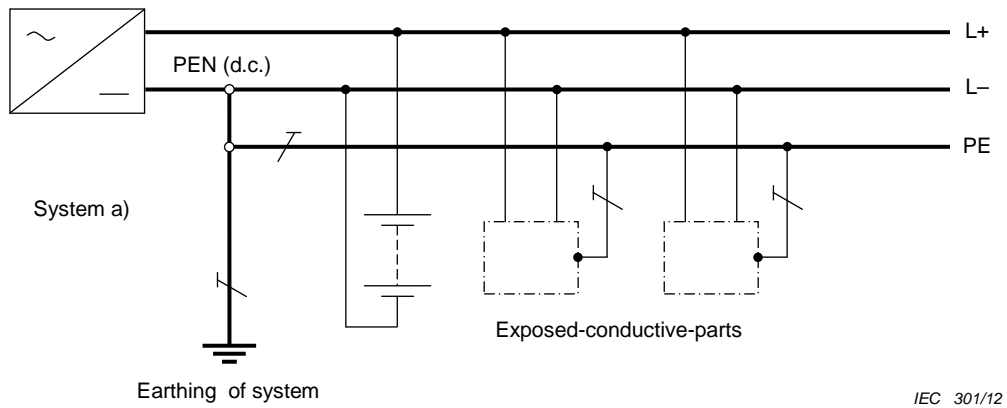 L+
PEN (d.c.)
L–
PE
System a)
Exposed-conductive-parts
Earthing of system
IEC 301/12